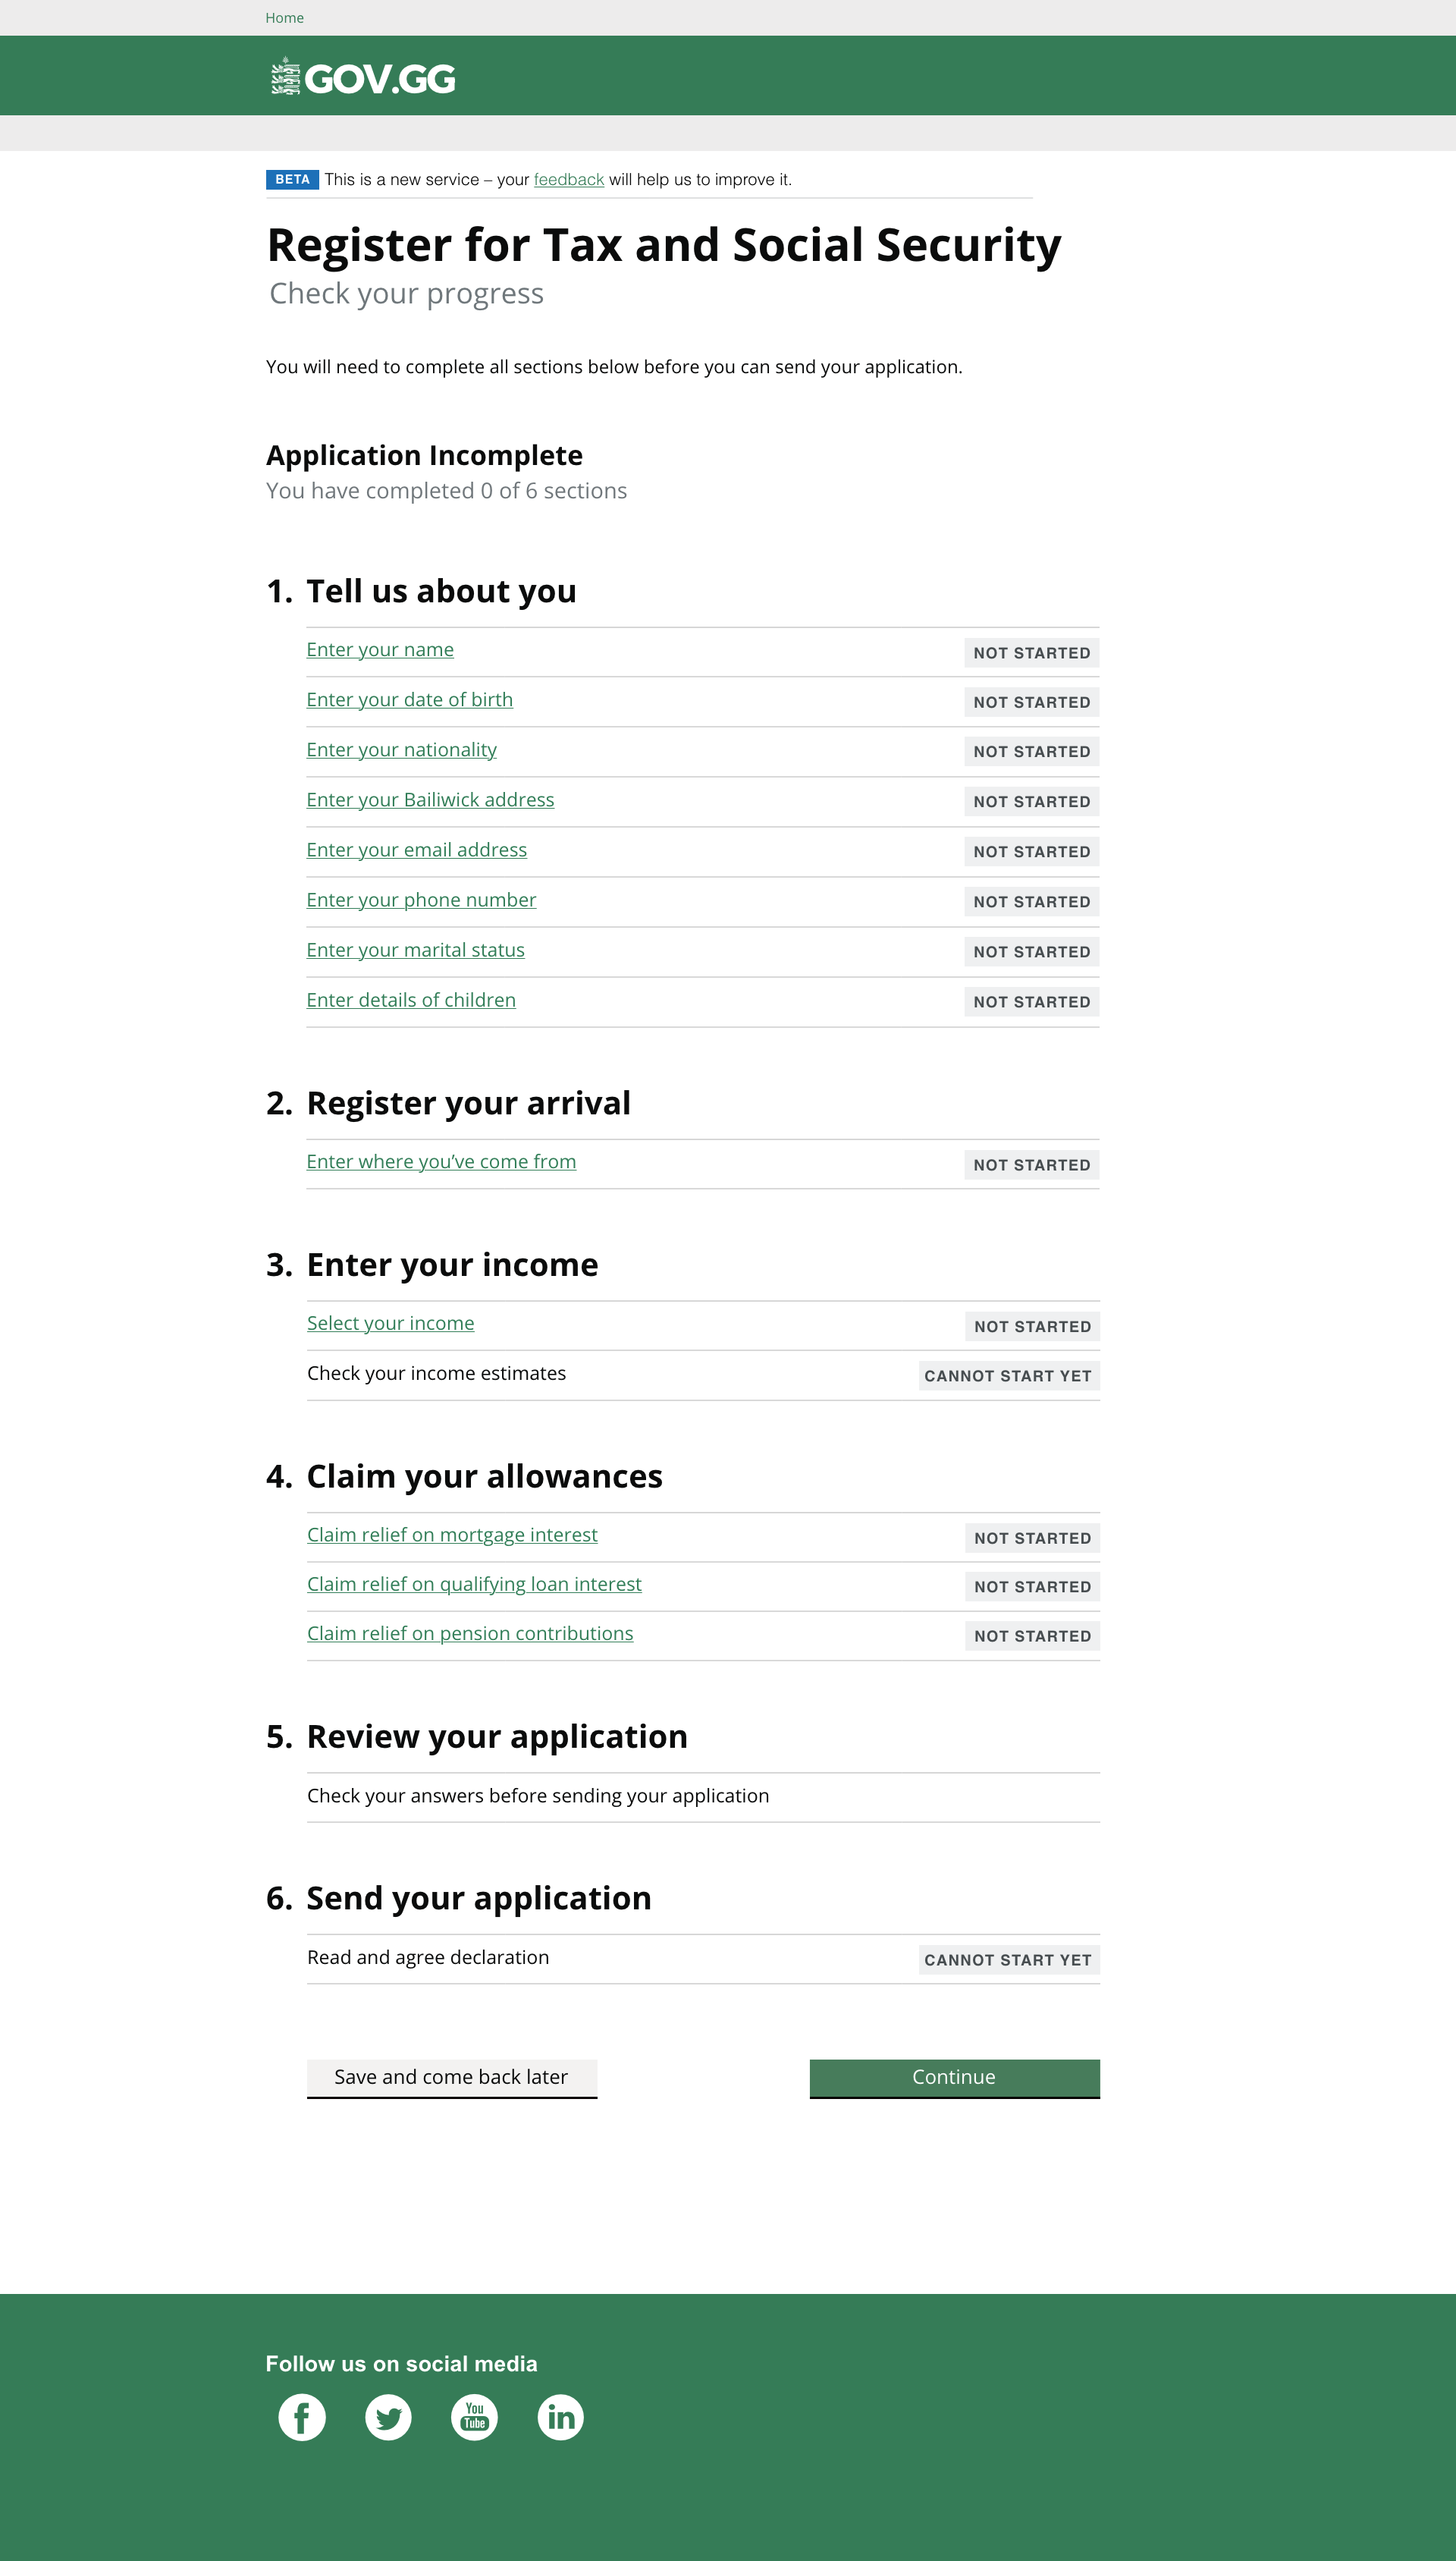 Home
GOV.GG
BETA This is a new service – your feedback will help us to improve it.
Register for Tax and Social Security
Check your progress
You will need to complete all sections below before you can send your application.
Application Incomplete
You have completed 0 of 6 sections
1. Tell us about you
Enter your name NOT STARTED
Enter your date of birth NOT STARTED
Enter your nationality NOT STARTED
Enter your Bailiwick address NOT STARTED
Enter your email address NOT STARTED
Enter your phone number NOT STARTED
Enter your marital status NOT STARTED
Enter details of children NOT STARTED
2. Register your arrival
Enter where you’ve come from NOT STARTED
3. Enter your income
Select your income NOT STARTED
Check your income estimates CANNOT START YET
4. Claim your allowances
Claim relief on mortgage interest NOT STARTED
Claim relief on qualifying loan interest NOT STARTED
Claim relief on pension contributions NOT STARTED
5. Review your application
Check your answers before sending your application
6. Send your application
Read and agree declaration CANNOT START YET
Save and come back later Continue
Follow us on social media
f You Tube in